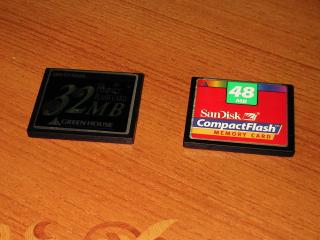 32MB
GREEN HOUSE
48
MB
SanDisk
CompactFlash
MEMORY CARD